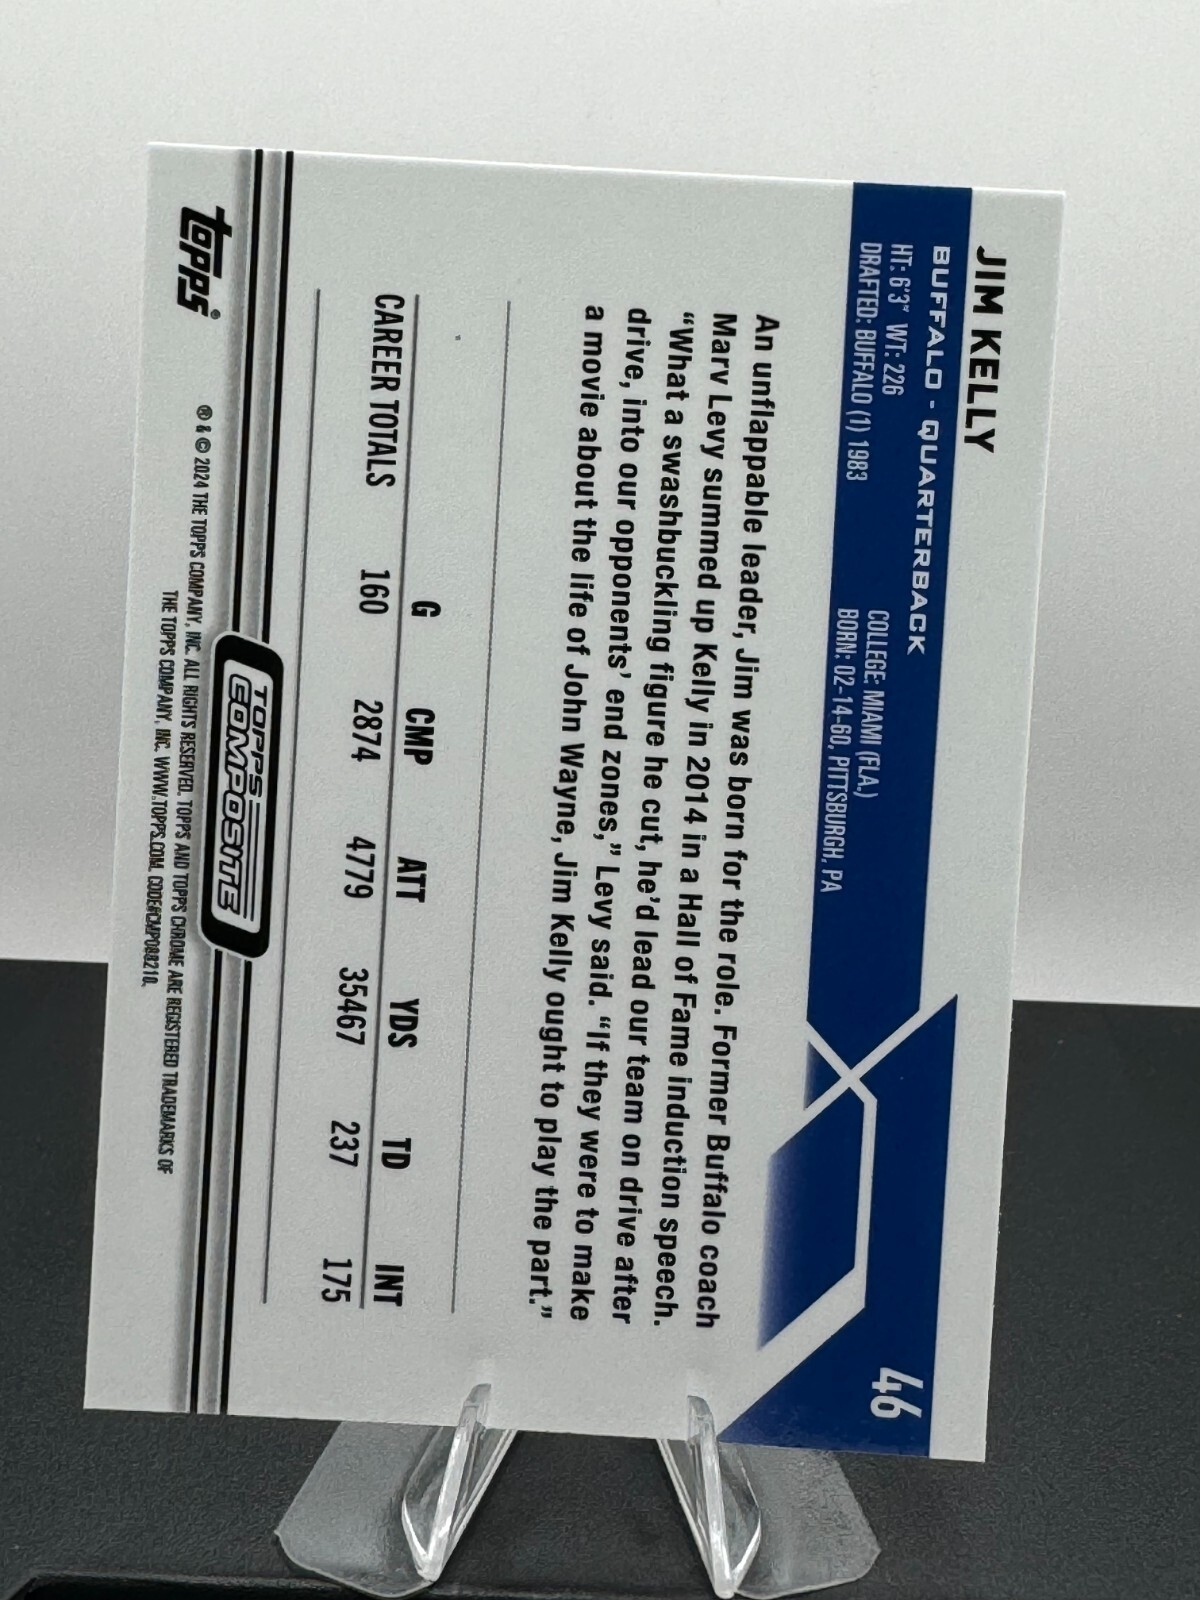 JIM KELLY
BUFFALO - QUARTERBACK
46
HT: 6'3" WT: 226
COLLEGE: MIAMI (FLA.)
DRAFTED: BUFFALO (1) 1983
BORN: 02-14-60, PITTSBURGH, PA
An unflappable leader, Jim was born for the role. Former Buffalo coach
Marv Levy summed up Kelly in 2014 in a Hall of Fame induction speech.
“What a swashbuckling figure he cut, he’d lead our team on drive after
drive, into our opponents’ end zones,” Levy said. “If they were to make
a movie about the life of John Wayne, Jim Kelly ought to play the part.”
G CMP ATT YDS TD INT
CAREER TOTALS 160 2874 4779 35467 237 175
TOPPS
COMPOSITE
topps®
® & © 2024 THE TOPPS COMPANY, INC. ALL RIGHTS RESERVED. TOPPS AND TOPPS CHROME ARE REGISTERED TRADEMARKS OF
THE TOPPS COMPANY, INC. WWW.TOPPS.COM. CODE#CMP088210.